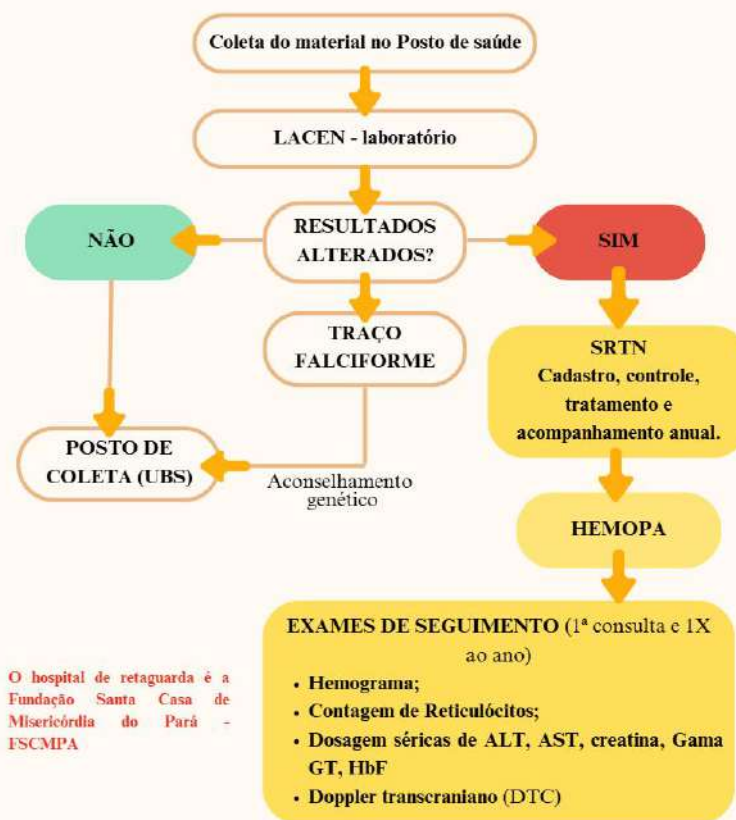 Coleta do material no Posto de saúde
LACEN - laboratório
RESULTADOS
ALTERADOS?
NÃO
SIM
TRAÇO
FALCIFORME
SRTN
Cadastro, controle,
tratamento e
acompanhamento anual.
POSTO DE
COLETA (UBS)
Aconselhamento
genético
HEMOPA
EXAMES DE SEGUIMENTO (1ª consulta e 1X
ao ano)
• Hemograma;
• Contagem de Reticulócitos;
• Dosagem séricas de ALT, AST, creatina, Gama
GT, HbF
• Doppler transcraniano (DTC)
O hospital de retaguarda é a
Fundação Santa Casa de
Misericórdia do Pará -
FSCMPA